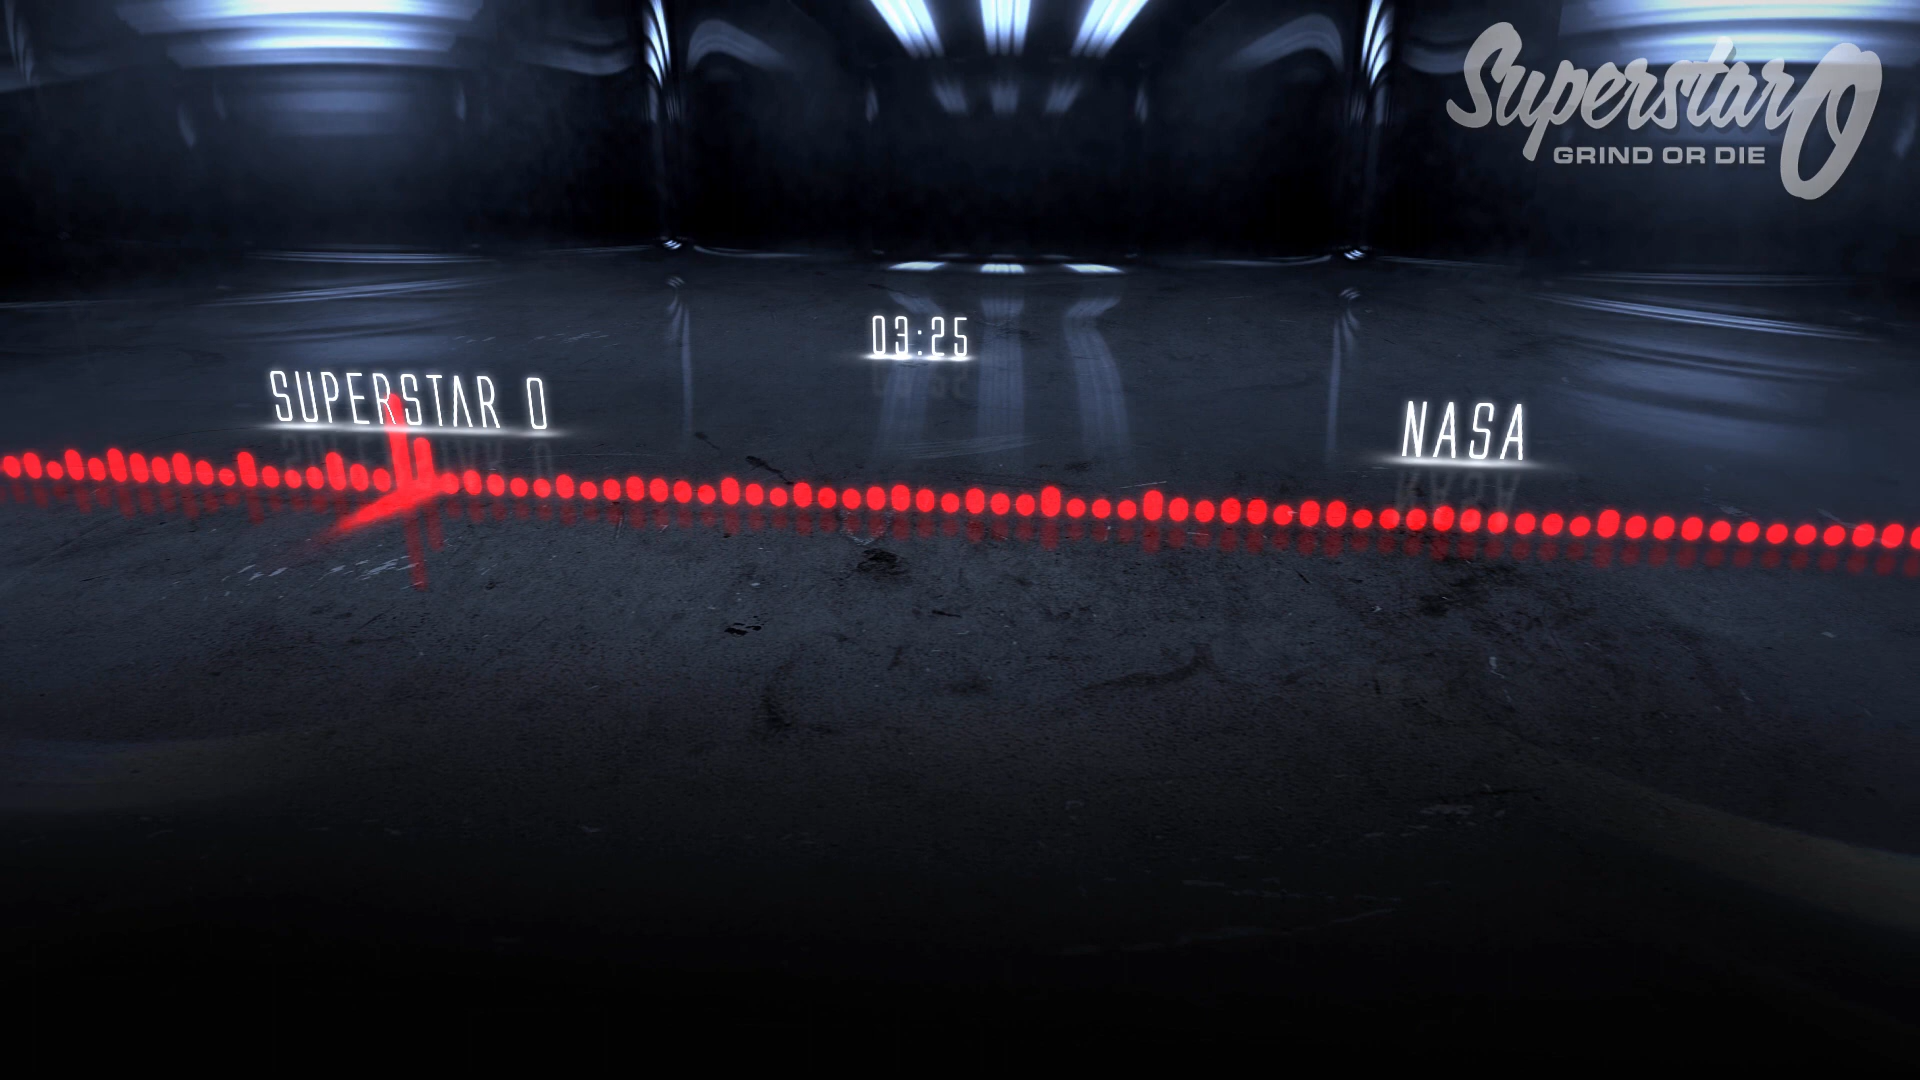 Superstar O
GRIND OR DIE
03:25
SUPERSTAR O
NASA